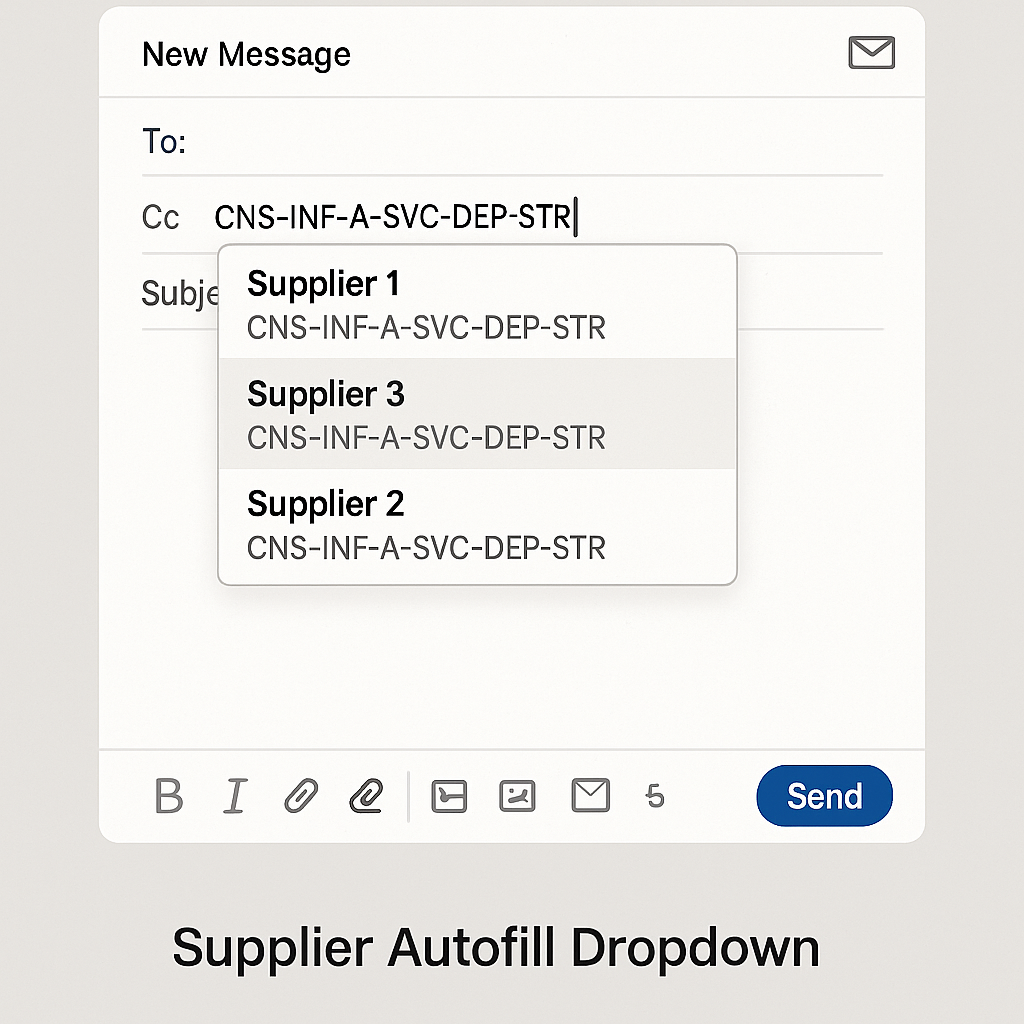 New Message
To:
Cc CNS-INF-A-SVC-DEP-STR
Supplier 1
CNS-INF-A-SVC-DEP-STR
Subje
Supplier 3
CNS-INF-A-SVC-DEP-STR
Supplier 2
CNS-INF-A-SVC-DEP-STR
B I 5 Send
Supplier Autofill Dropdown